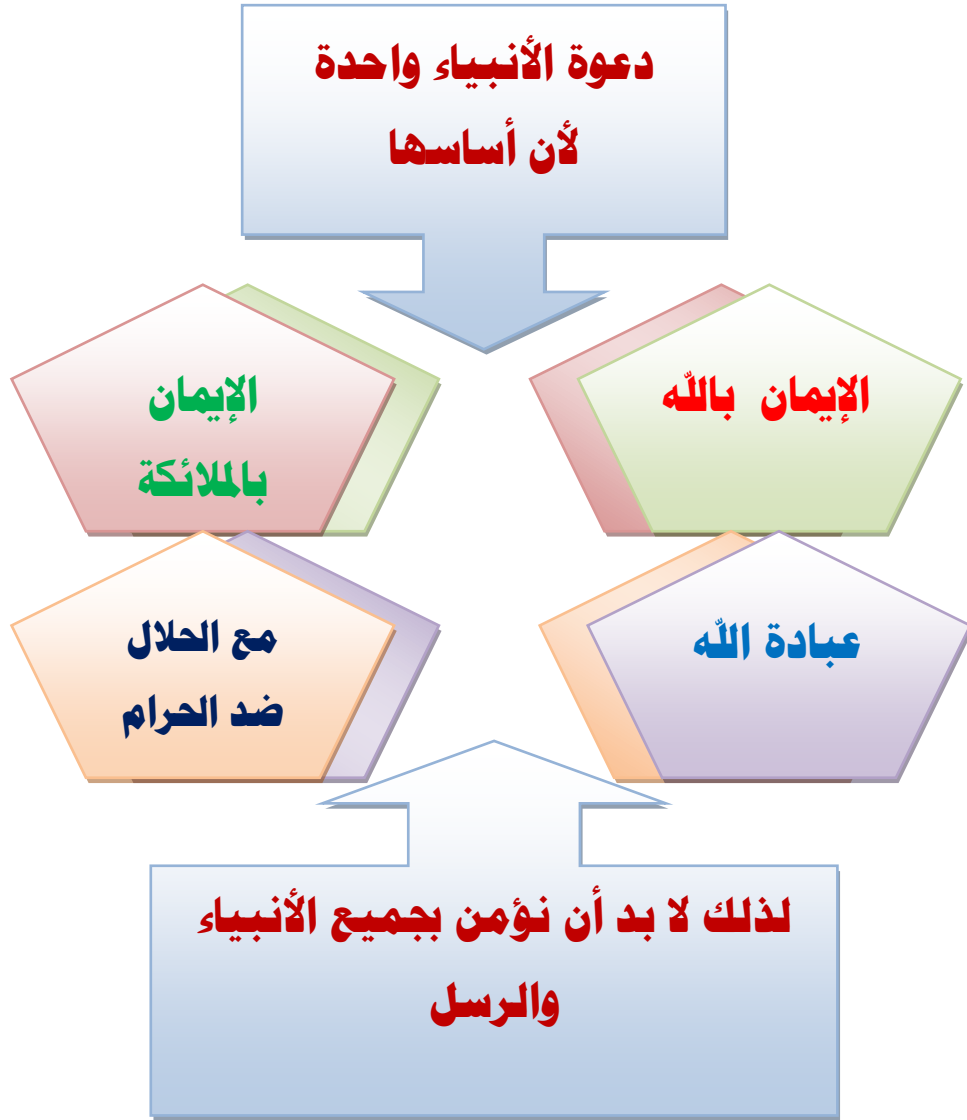 دعوة الأنبياء واحدة
لأن أساسها
الإيمان بالله
الإيمان
بالملائكة
عبادة الله
مع الحلال
ضد الحرام
لذلك لا بد أن نؤمن بجميع الأنبياء
والرسل